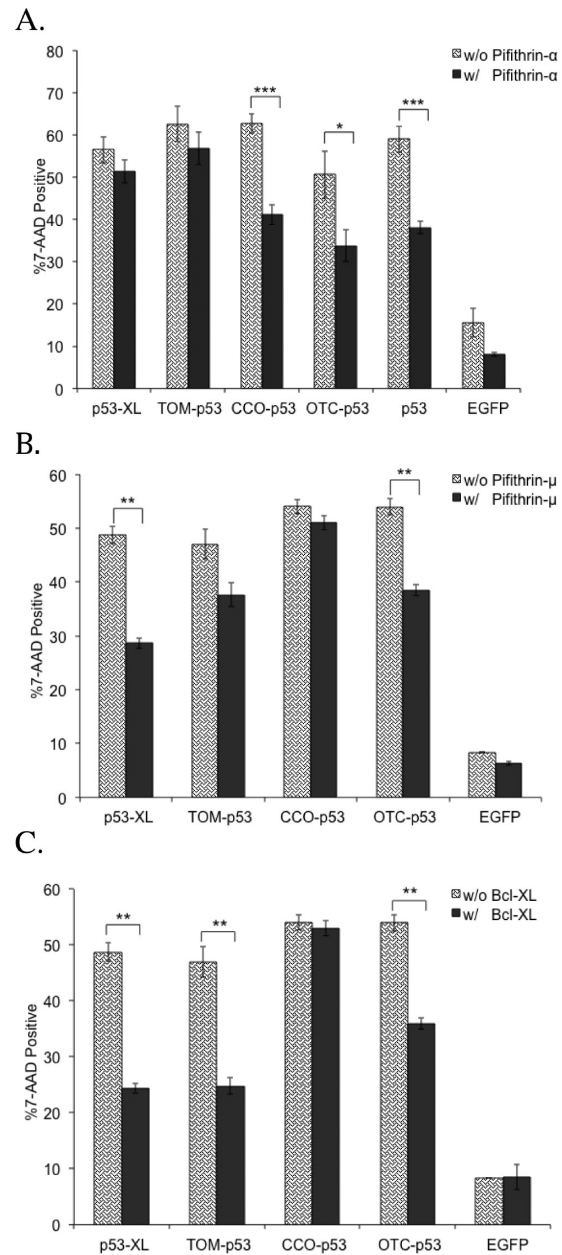 A.
80
70
60
50
40
30
20
10
0
%7-AAD Positive
w/o Pifithrin-α
w/ Pifithrin-α
***
*
***
p53-XL TOM-p53 CCO-p53 OTC-p53 p53 EGFP
B.
60
50
40
30
20
10
0
%7-AAD Positive
w/o Pifithrin-μ
w/ Pifithrin-μ
**
**
p53-XL TOM-p53 CCO-p53 OTC-p53 EGFP
C.
60
50
40
30
20
10
0
%7-AAD Positive
w/o Bcl-XL
w/ Bcl-XL
**
**
**
p53-XL TOM-p53 CCO-p53 OTC-p53 EGFP